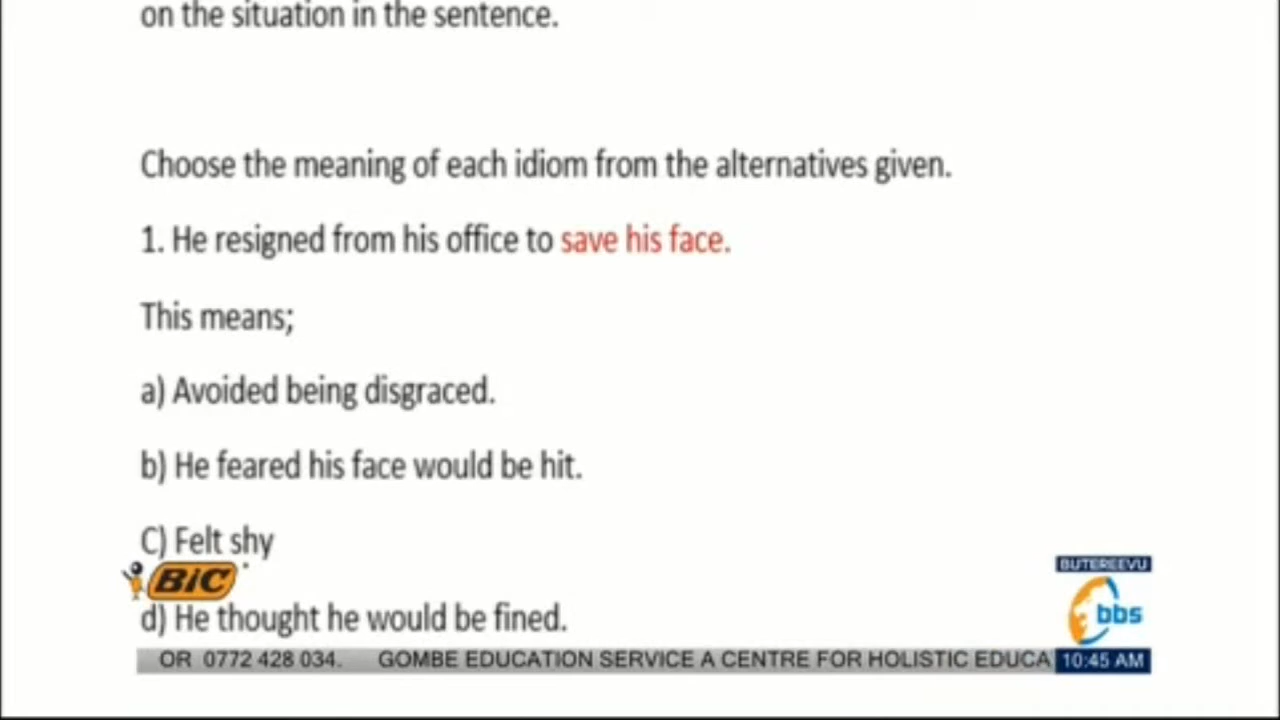 on the situation in the sentence.
Choose the meaning of each idiom from the alternatives given.
1. He resigned from his office to save his face.
This means;
a) Avoided being disgraced.
b) He feared his face would be hit.
C) Felt shy
BiC
d) He thought he would be fined.
BUTEREEVU
bbs
OR 0772 428 034. GOMBE EDUCATION SERVICE A CENTRE FOR HOLISTIC EDUCA
10:45 AM